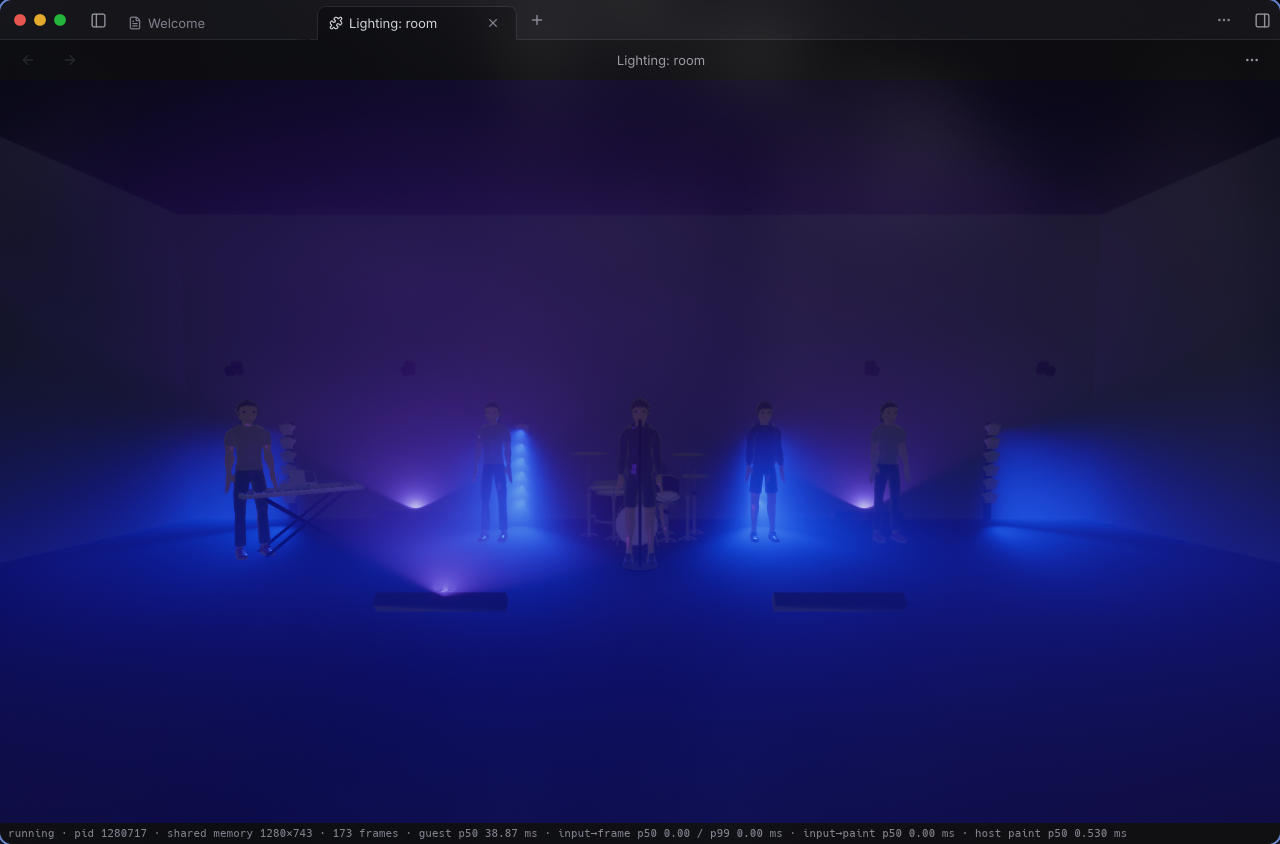 Welcome
Lighting: room
Lighting: room
running · pid 1280717 · shared memory 1280×743 · 173 frames · guest p50 38.87 ms · input→frame p50 0.00 / p99 0.00 ms · input→paint p50 0.00 ms · host paint p50 0.530 ms